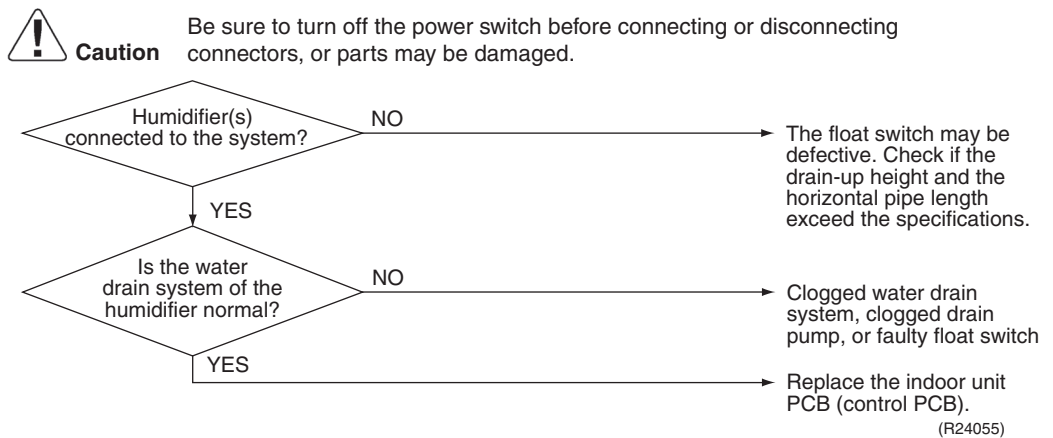 Be sure to turn off the power switch before connecting or disconnecting
Caution connectors, or parts may be damaged.
Humidifier(s)
connected to the system?
NO
The float switch may be
defective. Check if the
drain-up height and the
horizontal pipe length
exceed the specifications.
YES
Is the water
drain system of the
humidifier normal?
NO
Clogged water drain
system, clogged drain
pump, or faulty float switch
YES
Replace the indoor unit
PCB (control PCB).
(R24055)